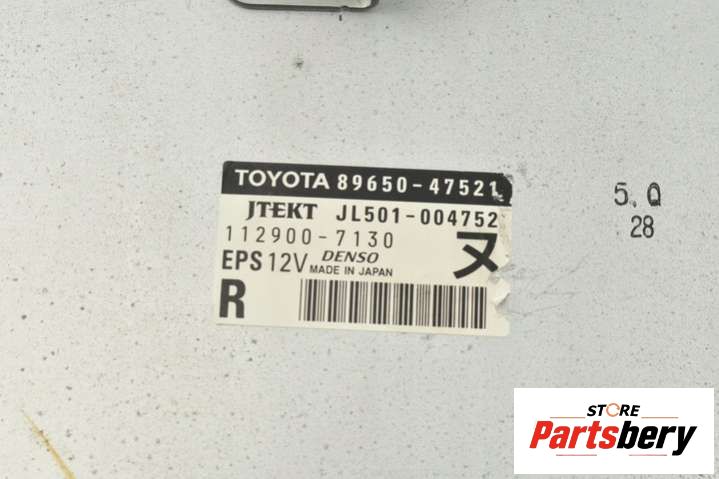 TOYOTA 89650-47521
JTEKT JL501-004752
112900-7130
ヌ
EPS 12V DENSO
MADE IN JAPAN
R
5.0
28
STORE
Partsbery